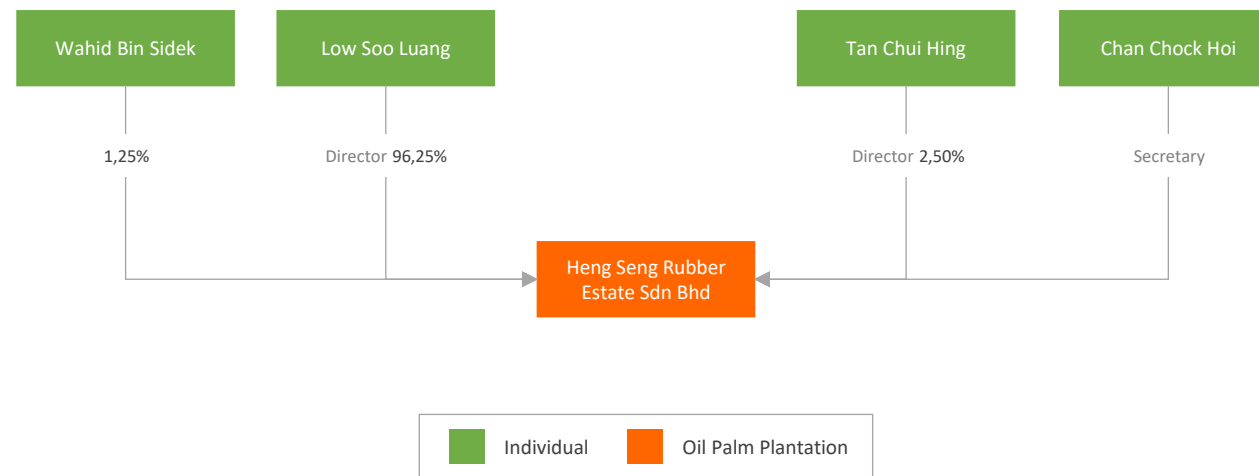 Wahid Bin Sidek
Low Soo Luang
Tan Chui Hing
Chan Chock Hoi
1,25%
Director 96,25%
Director 2,50%
Secretary
Heng Seng Rubber
Estate Sdn Bhd
Individual
Oil Palm Plantation